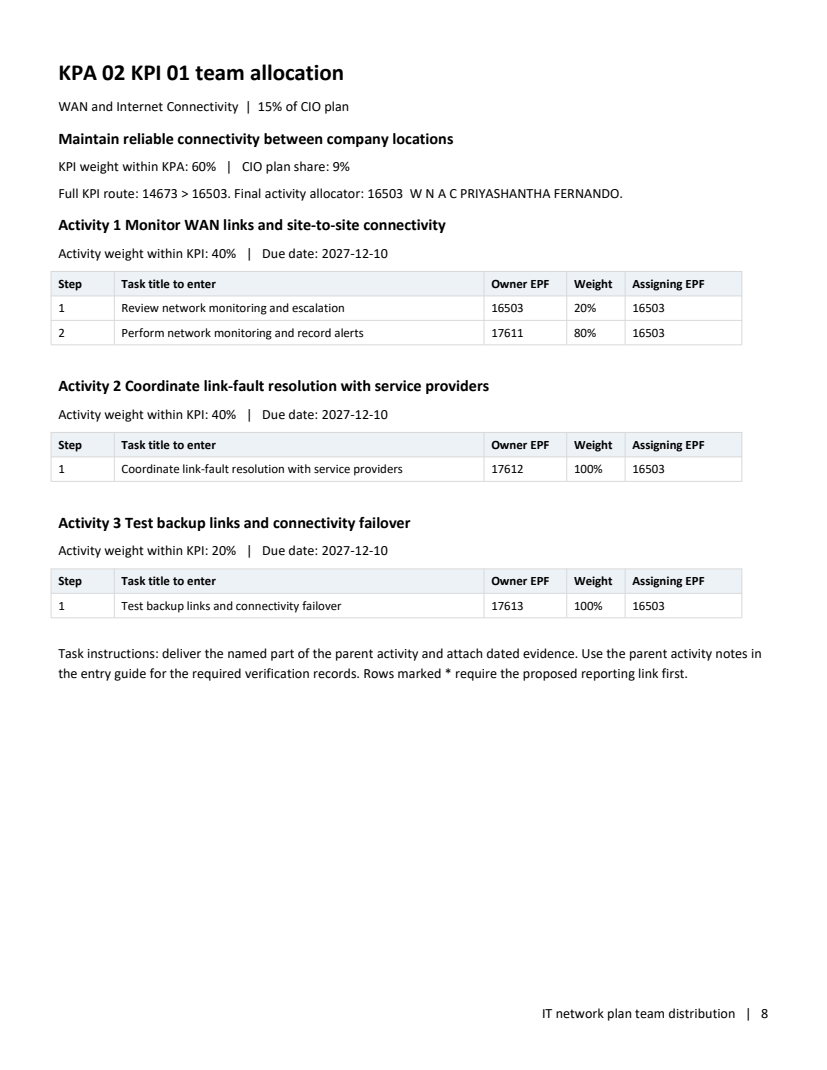 KPA 02 KPI 01 team allocation
WAN and Internet Connectivity | 15% of CIO plan
Maintain reliable connectivity between company locations
KPI weight within KPA: 60% | CIO plan share: 9%
Full KPI route: 14673 > 16503. Final activity allocator: 16503 W N A C PRIYASHANTHA FERNANDO.
Activity 1 Monitor WAN links and site-to-site connectivity
Activity weight within KPI: 40% | Due date: 2027-12-10
Step Task title to enter Owner EPF Weight Assigning EPF
1 Review network monitoring and escalation 16503 20% 16503
2 Perform network monitoring and record alerts 17611 80% 16503
Activity 2 Coordinate link-fault resolution with service providers
Activity weight within KPI: 40% | Due date: 2027-12-10
Step Task title to enter Owner EPF Weight Assigning EPF
1 Coordinate link-fault resolution with service providers 17612 100% 16503
Activity 3 Test backup links and connectivity failover
Activity weight within KPI: 20% | Due date: 2027-12-10
Step Task title to enter Owner EPF Weight Assigning EPF
1 Test backup links and connectivity failover 17613 100% 16503
Task instructions: deliver the named part of the parent activity and attach dated evidence. Use the parent activity notes in
the entry guide for the required verification records. Rows marked * require the proposed reporting link first.
IT network plan team distribution | 8